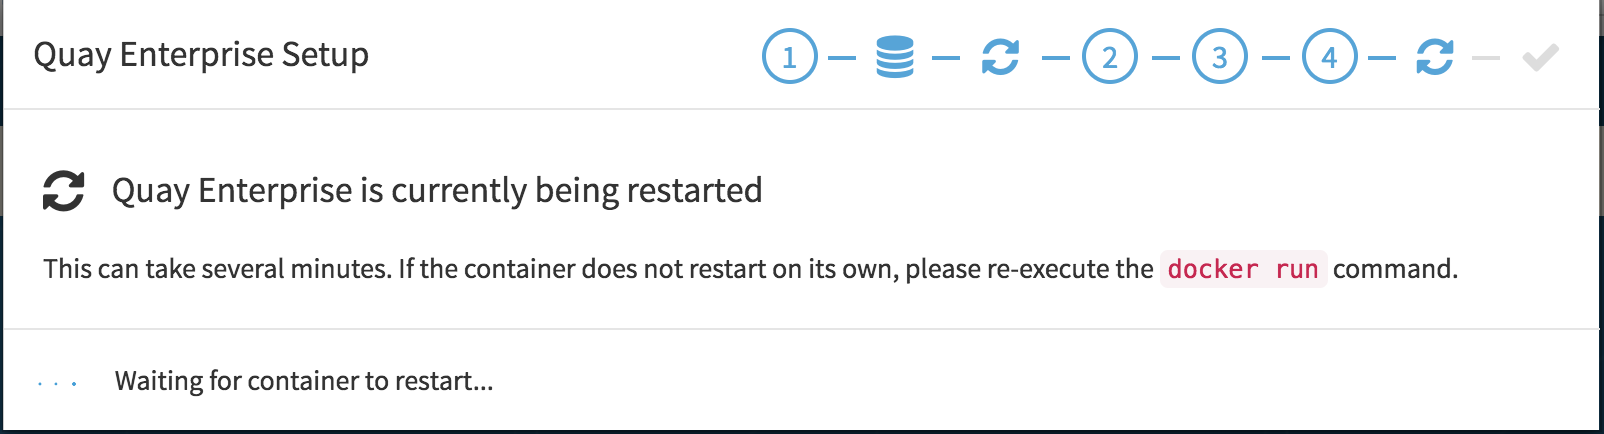 Quay Enterprise Setup
1 2 3 4
Quay Enterprise is currently being restarted
This can take several minutes. If the container does not restart on its own, please re-execute the docker run command.
Waiting for container to restart...